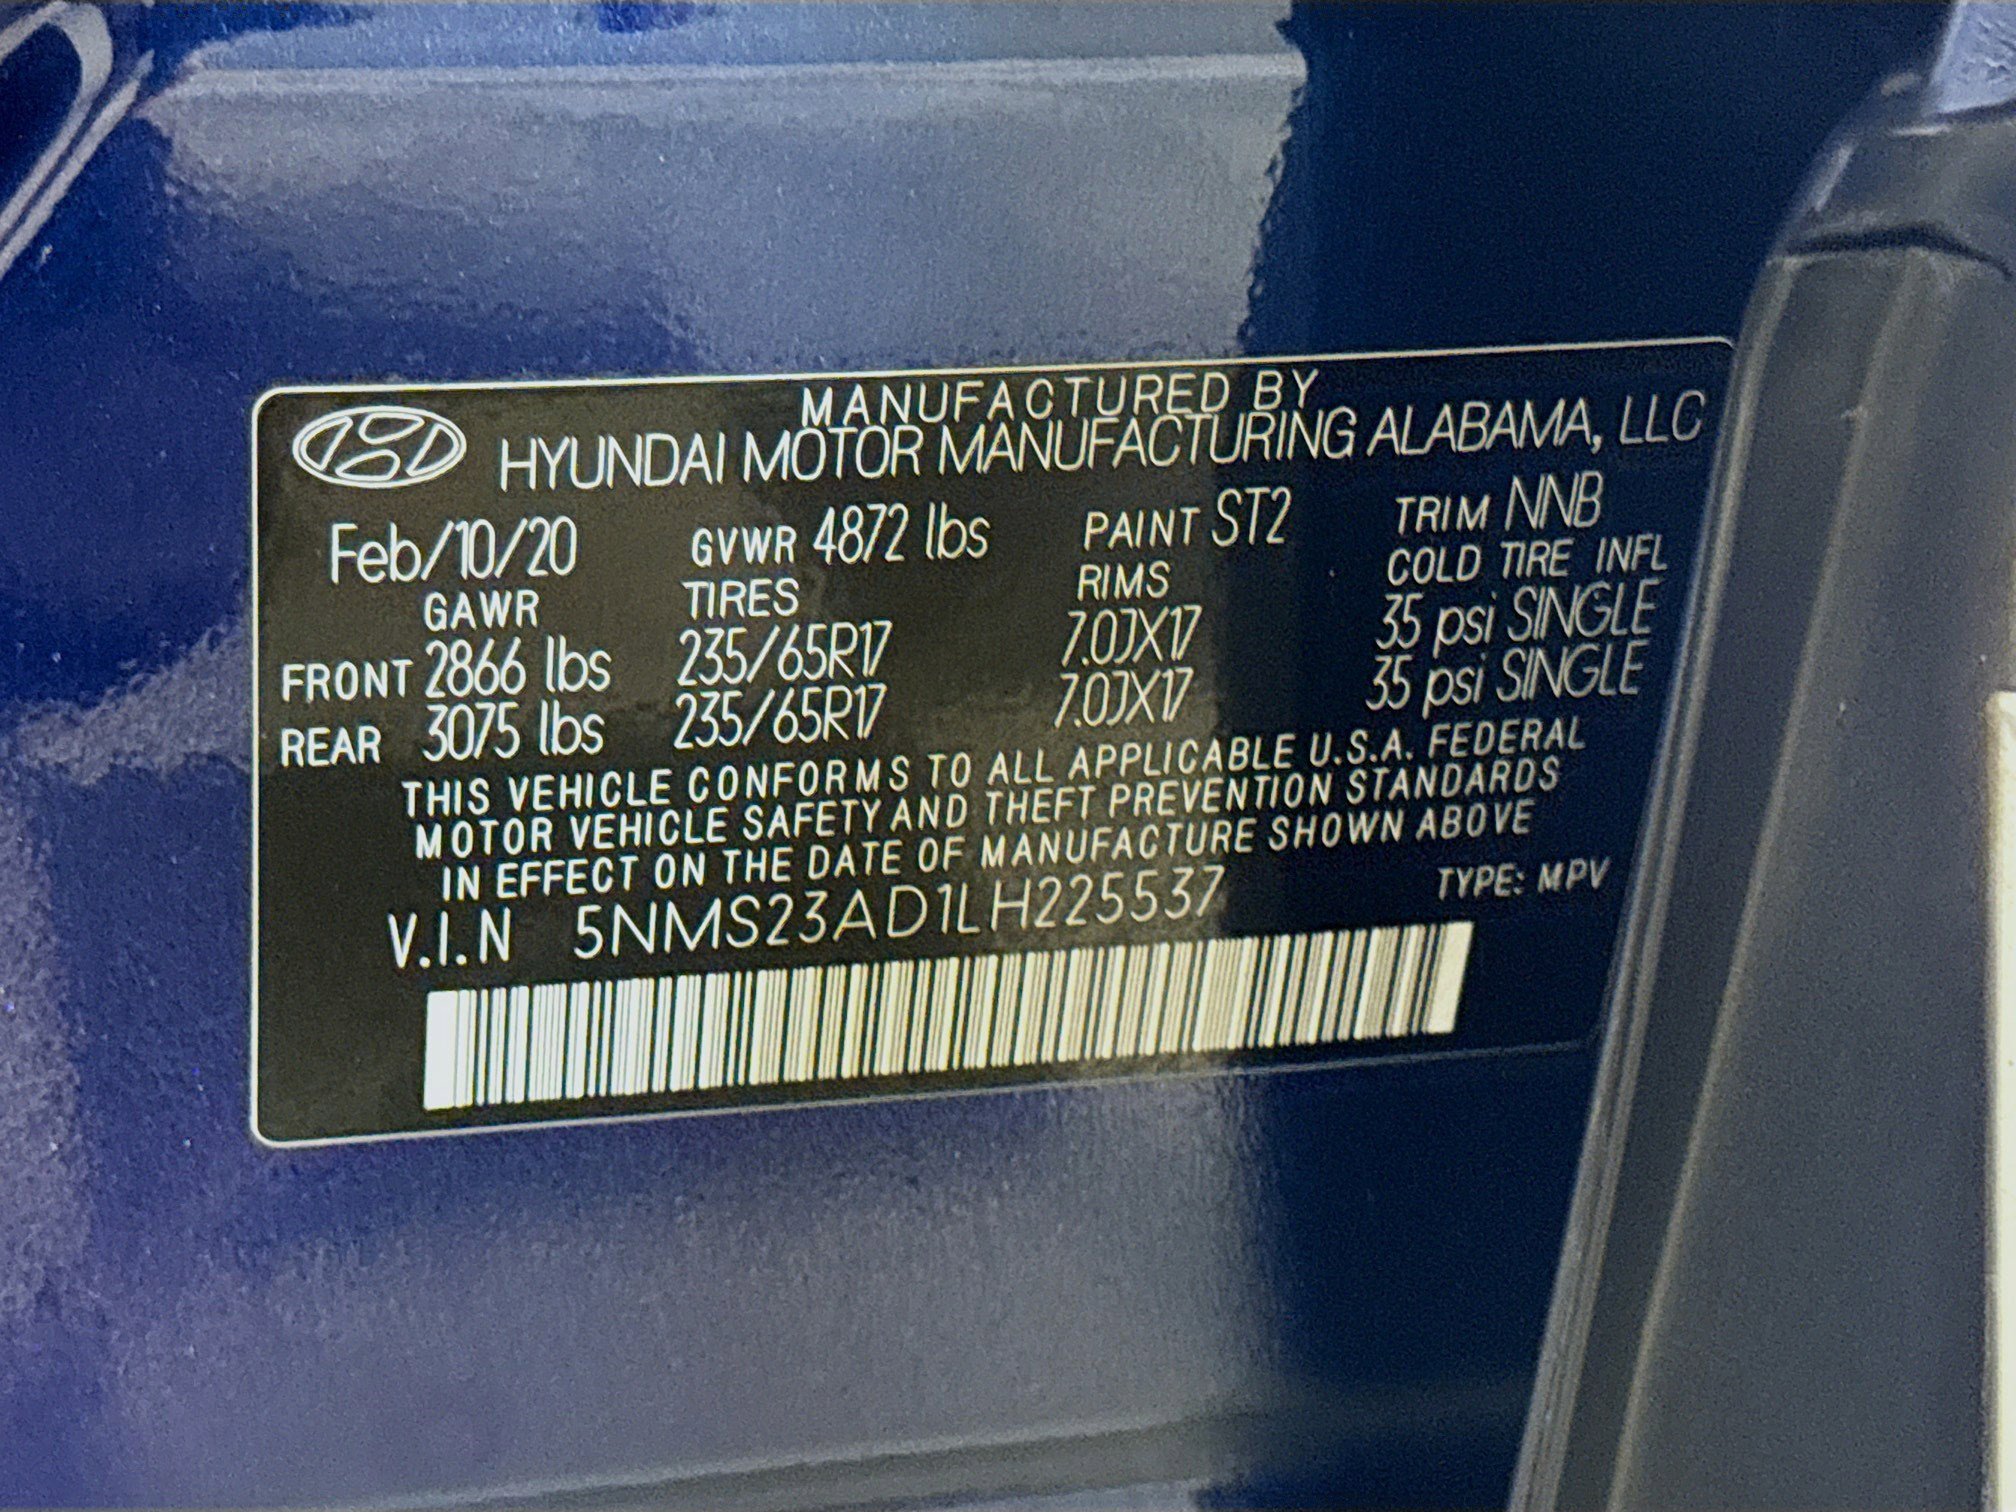 MANUFACTURED BY
HYUNDAI MOTOR MANUFACTURING ALABAMA, LLC
Feb/10/20 GVWR 4872 lbs PAINT ST2 TRIM NNB
GAWR TIRES RIMS COLD TIRE INFL
FRONT 2866 lbs 235/65R17 7.0JX17 35 psi SINGLE
REAR 3075 lbs 235/65R17 7.0JX17 35 psi SINGLE
THIS VEHICLE CONFORMS TO ALL APPLICABLE U.S.A. FEDERAL
MOTOR VEHICLE SAFETY AND THEFT PREVENTION STANDARDS
IN EFFECT ON THE DATE OF MANUFACTURE SHOWN ABOVE
V.I.N 5NMS23AD1LH225537 TYPE: MPV